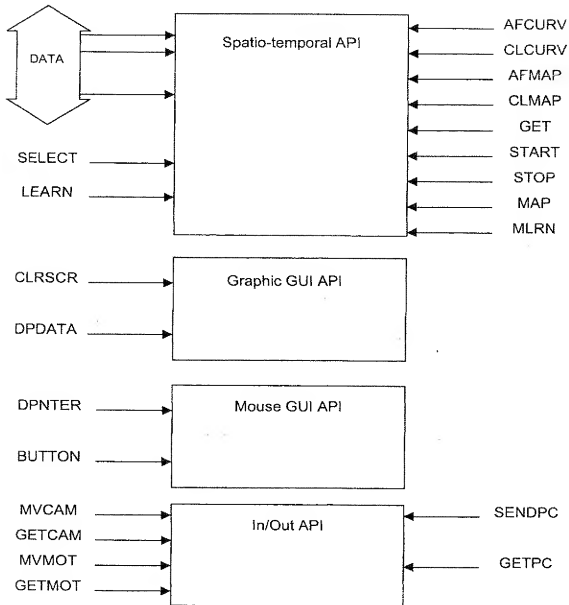 DATA
SELECT
LEARN
Spatio-temporal API
AFCURV
CLCURV
AFMAP
CLMAP
GET
START
STOP
MAP
MLRN
CLRSCR
DPDATA
Graphic GUI API
DPNTER
BUTTON
Mouse GUI API
MVCAM
GETCAM
MVMOT
GETMOT
In/Out API
SENDPC
GETPC